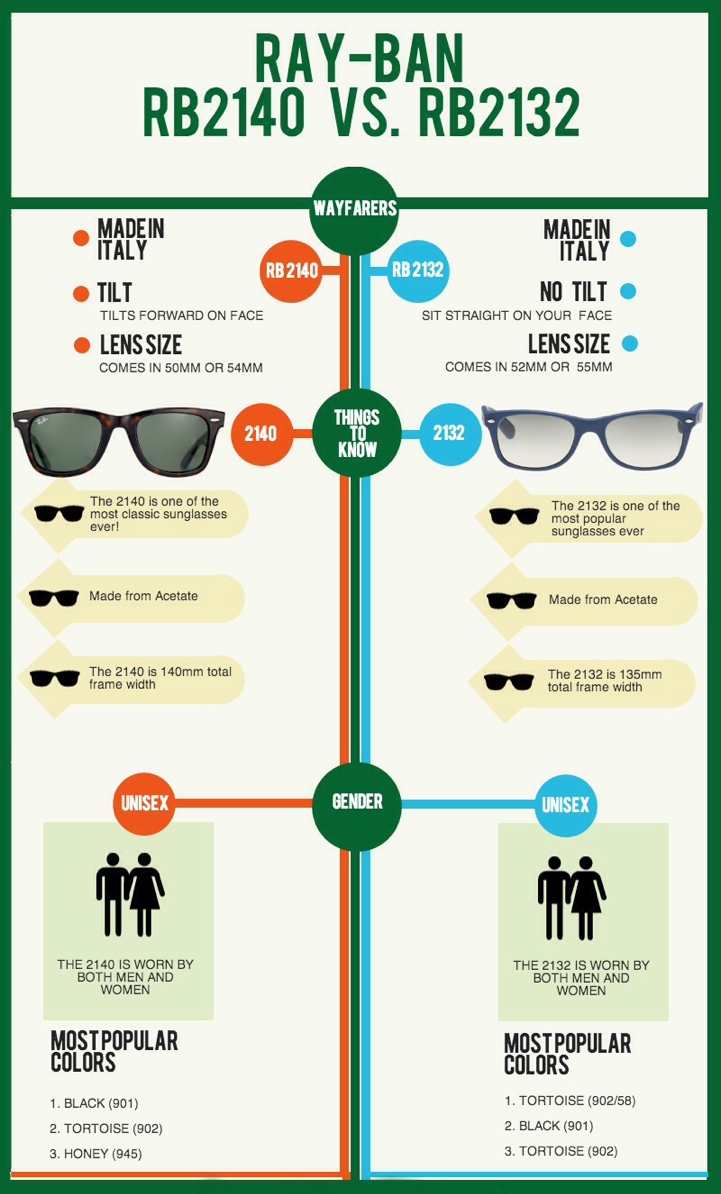 RAY-BAN
RB2140 VS. RB2132
WAYFARERS
MADE IN
ITALY
RB 2140
TILT
TILTS FORWARD ON FACE
LENS SIZE
COMES IN 50MM OR 54MM
MADE IN
ITALY
RB 2132
NO TILT
SIT STRAIGHT ON YOUR FACE
LENS SIZE
COMES IN 52MM OR 55MM
THINGS
TO
KNOW
2140
2132
Ray-Ban
The 2140 is one of the
most classic sunglasses
ever!
Made from Acetate
The 2140 is 140mm total
frame width
The 2132 is one of the
most popular
sunglasses ever
Made from Acetate
The 2132 is 135mm
total frame width
GENDER
UNISEX
UNISEX
THE 2140 IS WORN BY
BOTH MEN AND
WOMEN
MOST POPULAR
COLORS
1. BLACK (901)
2. TORTOISE (902)
3. HONEY (945)
THE 2132 IS WORN BY
BOTH MEN AND
WOMEN
MOST POPULAR
COLORS
1. TORTOISE (902/58)
2. BLACK (901)
3. TORTOISE (902)